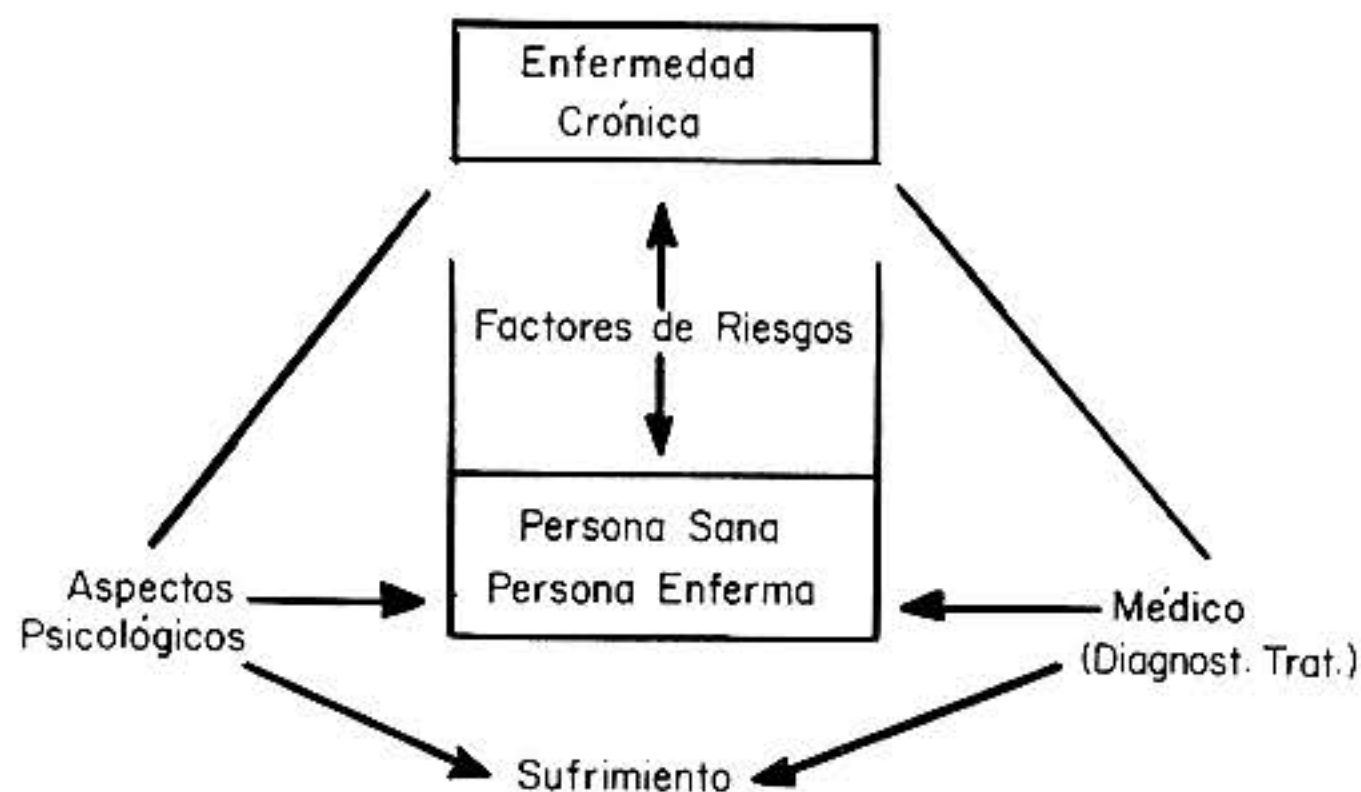 Enfermedad
Crónica
Factores de Riesgos
Persona Sana
Persona Enferma
Aspectos
Psicológicos
Médico
(Diagnost. Trat.)
Sufrimiento